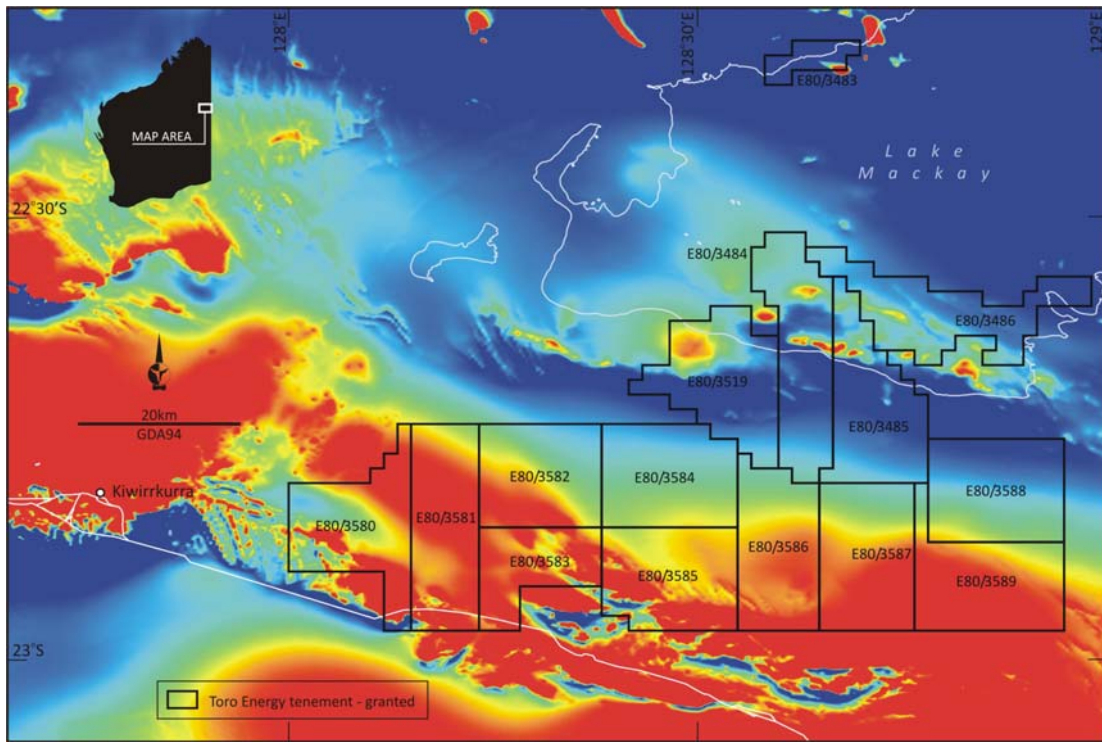 128°E
128°30'E
129°E
E80/3483
MAP AREA
Lake
Mackay
22°30'S
E80/3484
E80/3486
E80/3519
20km
GDA94
E80/3485
E80/3582
E80/3584
E80/3588
Kiwirrkurra
E80/3580
E80/3581
E80/3586
E80/3587
E80/3583
E80/3585
E80/3589
23°S
Toro Energy tenement - granted